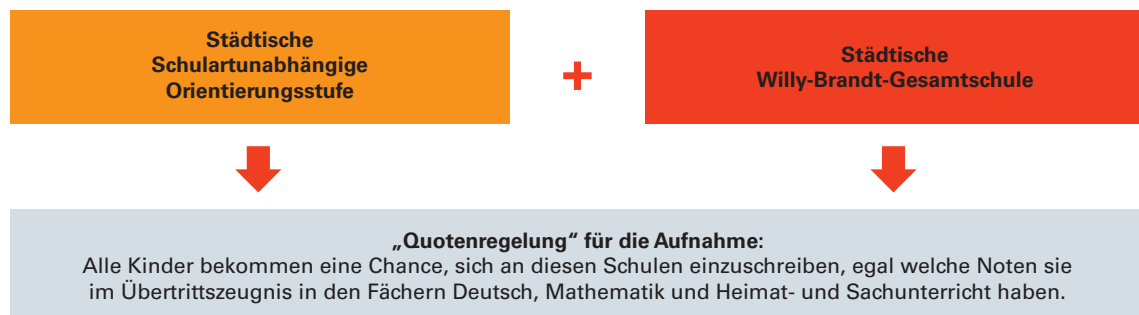 Städtische
Schulartunabhängige
Orientierungsstufe
+
Städtische
Willy-Brandt-Gesamtschule
„Quotenregelung“ für die Aufnahme:
Alle Kinder bekommen eine Chance, sich an diesen Schulen einzuschreiben, egal welche Noten sie
im Übertrittszeugnis in den Fächern Deutsch, Mathematik und Heimat- und Sachunterricht haben.